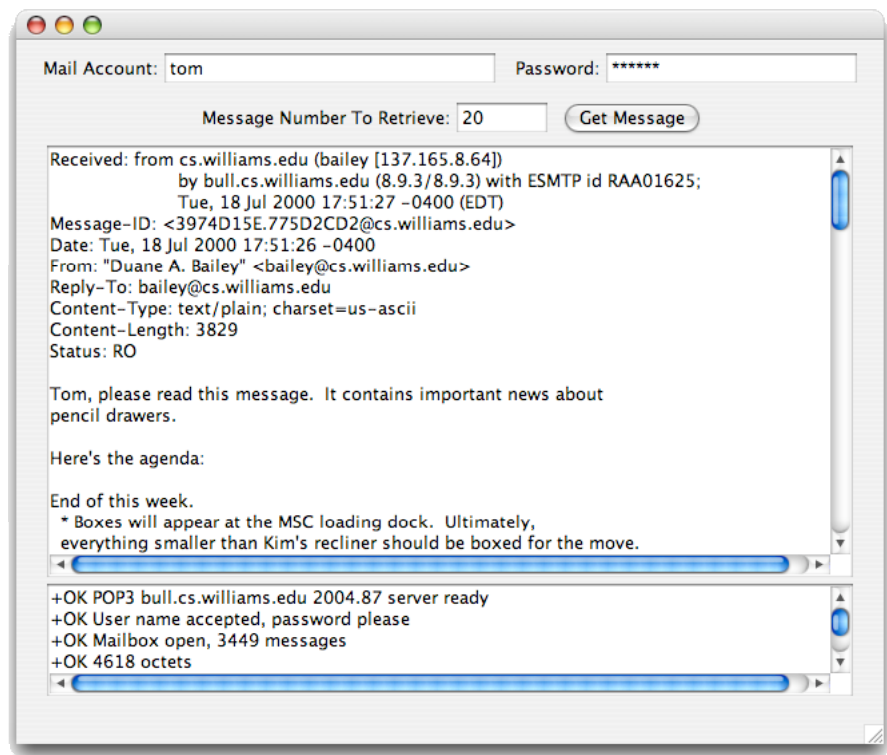 Mail Account: tom Password: ******
Message Number To Retrieve: 20 Get Message
Received: from cs.williams.edu (bailey [137.165.8.64])
by bull.cs.williams.edu (8.9.3/8.9.3) with ESMTP id RAA01625;
Tue, 18 Jul 2000 17:51:27 -0400 (EDT)
Message-ID: <3974D15E.775D2CD2@cs.williams.edu>
Date: Tue, 18 Jul 2000 17:51:26 -0400
From: "Duane A. Bailey" <bailey@cs.williams.edu>
Reply-To: bailey@cs.williams.edu
Content-Type: text/plain; charset=us-ascii
Content-Length: 3829
Status: RO
Tom, please read this message.  It contains important news about
pencil drawers.
Here's the agenda:
End of this week.
* Boxes will appear at the MSC loading dock.  Ultimately,
everything smaller than Kim's recliner should be boxed for the move.
+OK POP3 bull.cs.williams.edu 2004.87 server ready
+OK User name accepted, password please
+OK Mailbox open, 3449 messages
+OK 4618 octets